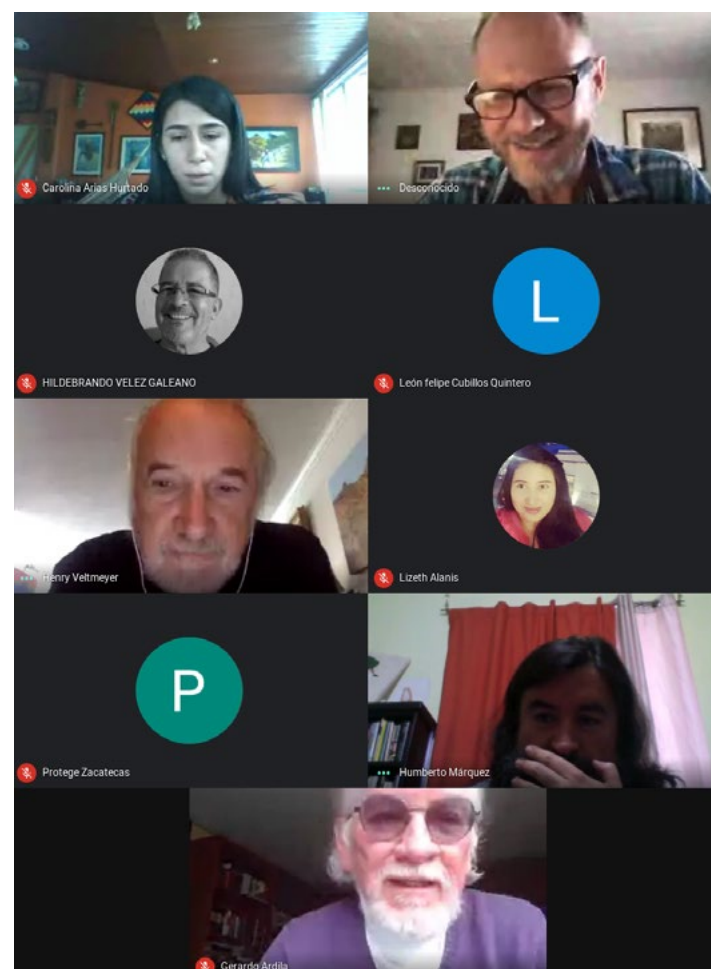 Carolina Arias Hurtado
Desconocido
HILDEBRANDO VELEZ GALEANO
L
León felipe Cubillos Quintero
Henry Veltmeyer
Lizeth Alanis
P
Protege Zacatecas
Humberto Márquez
Gerardo Ardila